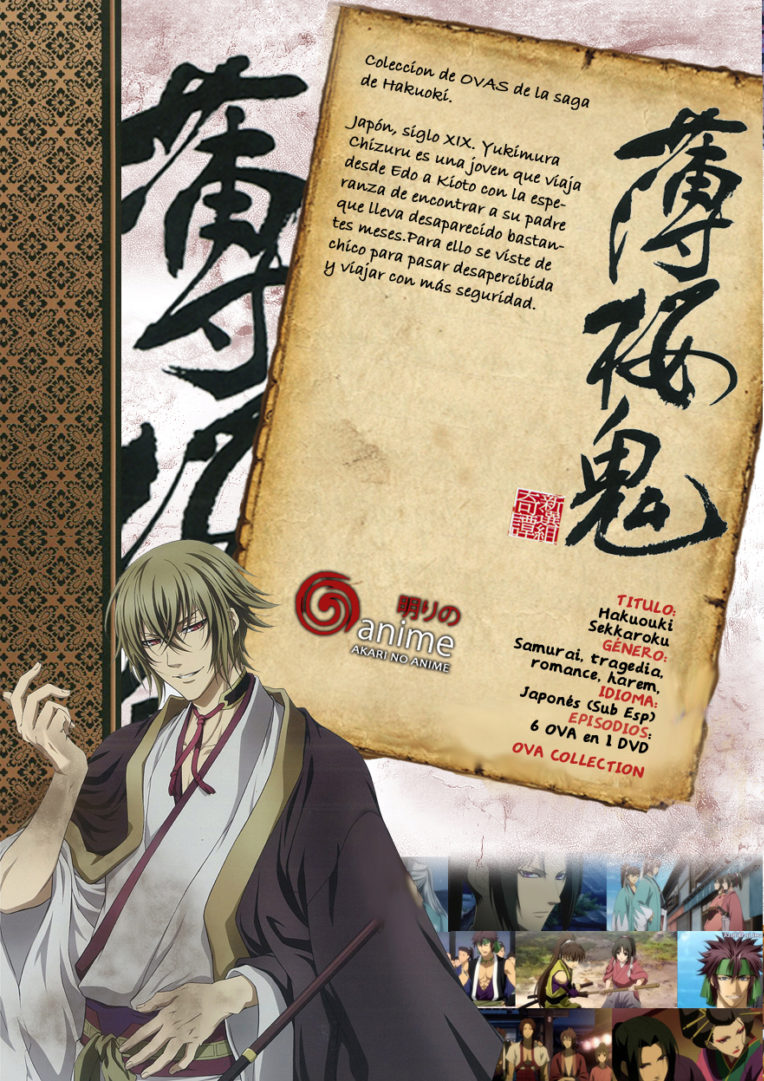 Coleccion de OVAS de la saga
de Hakuoki.
Japón, siglo XIX. Yukimura
Chizuru es una joven que viaja
desde Edo a Kioto con la espe-
ranza de encontrar a su padre
que lleva desaparecido bastan-
tes meses.Para ello se viste de
chico para pasar desapercibida
y viajar con más seguridad.
薄桜鬼
新選組
奇譚
薄桜
明りの
anime
AKARI NO ANIME
TITULO:
Hakuouki
Sekkaroku
GÉNERO:
Samurai, tragedia,
romance, harem,
IDIOMA:
Japonés (Sub Esp)
EPISODIOS:
6 OVA en 1 DVD
OVA COLLECTION